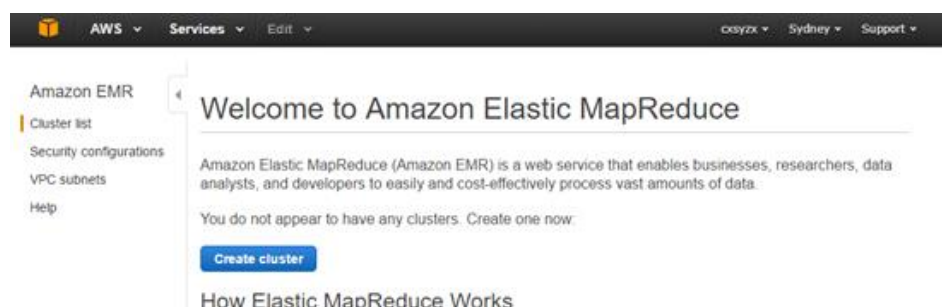 AWS Services Edit cxsyzx Sydney Support
Amazon EMR
Cluster list
Security configurations
VPC subnets
Help
Welcome to Amazon Elastic MapReduce
Amazon Elastic MapReduce (Amazon EMR) is a web service that enables businesses, researchers, data
analysts, and developers to easily and cost-effectively process vast amounts of data.
You do not appear to have any clusters. Create one now:
Create cluster
How Elastic MapReduce Works